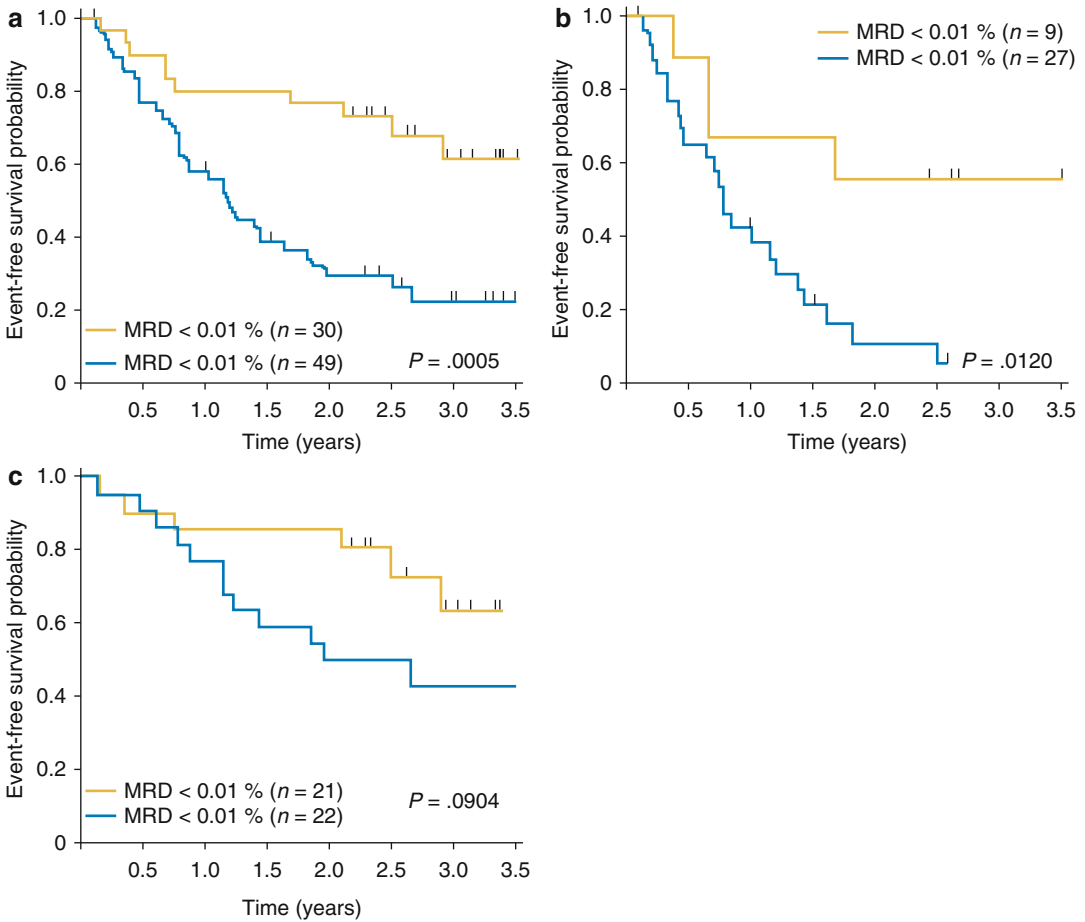 a
Event-free survival probability
1.0
0.8
0.6
0.4
0.2
0
MRD < 0.01 % (n = 30)
MRD < 0.01 % (n = 49)
P = .0005
0.5 1.0 1.5 2.0 2.5 3.0 3.5
Time (years)
b
Event-free survival probability
1.0
0.8
0.6
0.4
0.2
0
MRD < 0.01 % (n = 9)
MRD < 0.01 % (n = 27)
P = .0120
0.5 1.0 1.5 2.0 2.5 3.0 3.5
Time (years)
c
Event-free survival probability
1.0
0.8
0.6
0.4
0.2
0
MRD < 0.01 % (n = 21)
MRD < 0.01 % (n = 22)
P = .0904
0.5 1.0 1.5 2.0 2.5 3.0 3.5
Time (years)